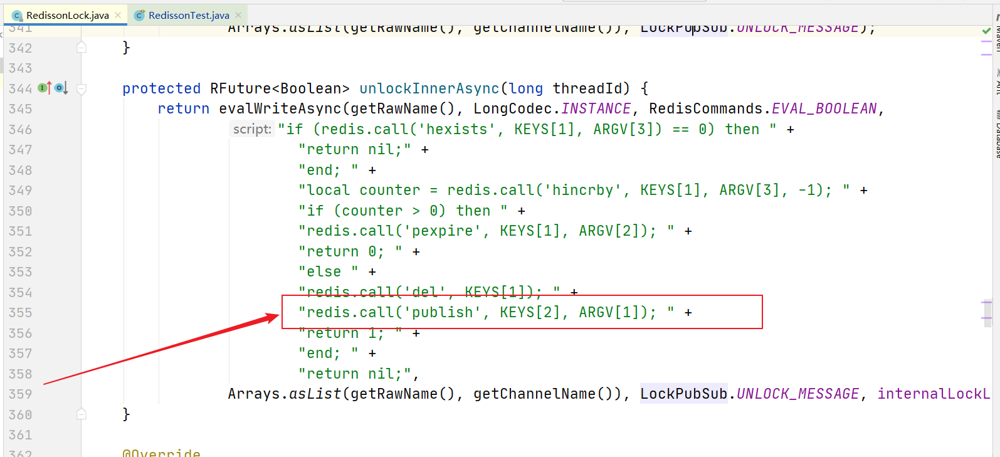 RedissonLock.java RedissonTest.java
341 Arrays.asList(getRawName(), getChannelName()), LockPubSub.UNLOCK_MESSAGE);
342 }
343
344 protected RFuture<Boolean> unlockInnerAsync(long threadId) {
345 return evalWriteAsync(getRawName(), LongCodec.INSTANCE, RedisCommands.EVAL_BOOLEAN,
346 script: "if (redis.call('hexists', KEYS[1], ARGV[3]) == 0) then " +
347 "return nil;" +
348 "end; " +
349 "local counter = redis.call('hincrby', KEYS[1], ARGV[3], -1); " +
350 "if (counter > 0) then " +
351 "redis.call('pexpire', KEYS[1], ARGV[2]); " +
352 "return 0; " +
353 "else " +
354 "redis.call('del', KEYS[1]); " +
355 "redis.call('publish', KEYS[2], ARGV[1]); " +
356 "return 1; " +
357 "end; " +
358 "return nil;",
359 Arrays.asList(getRawName(), getChannelName()), LockPubSub.UNLOCK_MESSAGE, internalLockL
360 }
361
362 @Override
Maven
Ant
Database